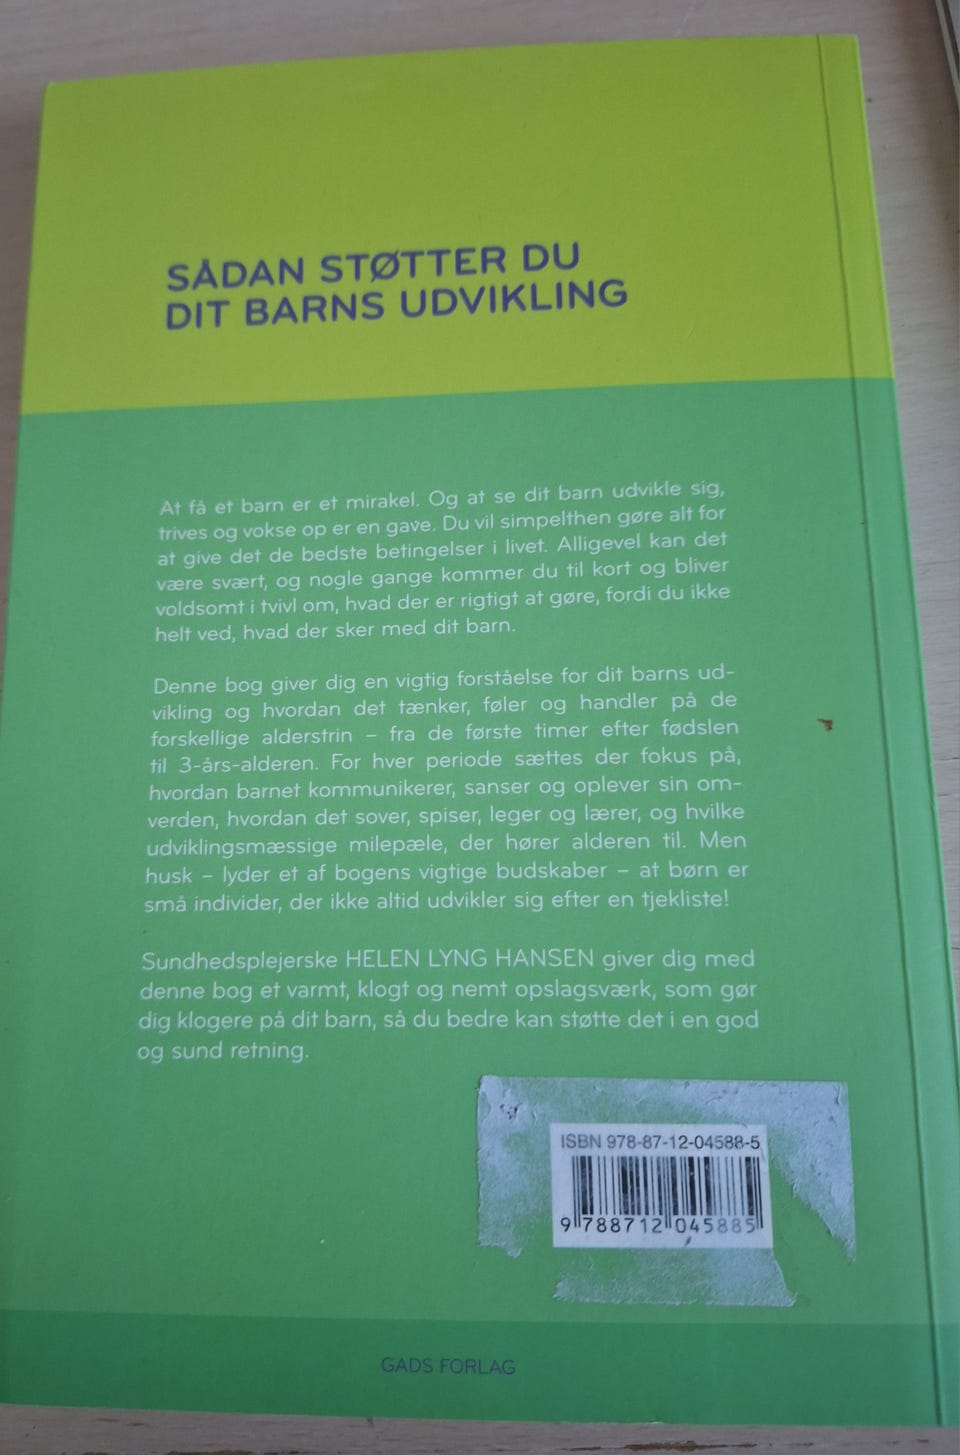 SÅDAN STØTTER DU
DIT BARNS UDVIKLING
At få et barn er et mirakel. Og at se dit barn udvikle sig,
trives og vokse op er en gave. Du vil simpelthen gøre alt for
at give det de bedste betingelser i livet. Alligevel kan det
være svært, og nogle gange kommer du til kort og bliver
voldsomt i tvivl om, hvad der er rigtigt at gøre, fordi du ikke
helt ved, hvad der sker med dit barn.
Denne bog giver dig en vigtig forståelse for dit barns ud-
vikling og hvordan det tænker, føler og handler på de
forskellige alderstrin – fra de første timer efter fødslen
til 3-års-alderen. For hver periode sættes der fokus på,
hvordan barnet kommunikerer, sanser og oplever sin om-
verden, hvordan det sover, spiser, leger og lærer, og hvilke
udviklingsmæssige milepæle, der hører alderen til. Men
husk – lyder et af bogens vigtige budskaber – at børn er
små individer, der ikke altid udvikler sig efter en tjekliste!
Sundhedsplejerske HELEN LYNG HANSEN giver dig med
denne bog et varmt, klogt og nemt opslagsværk, som gør
dig klogere på dit barn, så du bedre kan støtte det i en god
og sund retning.
ISBN 978-87-12-04588-5
9 788712 045885
GADS FORLAG